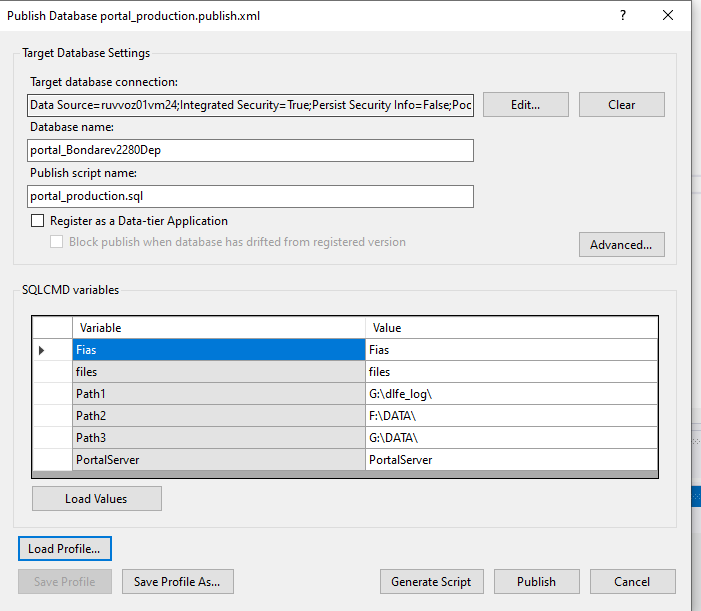 Publish Database portal_production.publish.xml
Target Database Settings
Target database connection:
Data Source=ruvvoz01vm24;Integrated Security=True;Persist Security Info=False;Poc
Edit...
Clear
Database name:
portal_Bondarev2280Dep
Publish script name:
portal_production.sql
Register as a Data-tier Application
Block publish when database has drifted from registered version
Advanced...
SQLCMD variables
Variable Value
Fias Fias
files files
Path1 G:\dlfe_log\
Path2 F:\DATA\
Path3 G:\DATA\
PortalServer PortalServer
Load Values
Load Profile...
Save Profile
Save Profile As...
Generate Script
Publish
Cancel